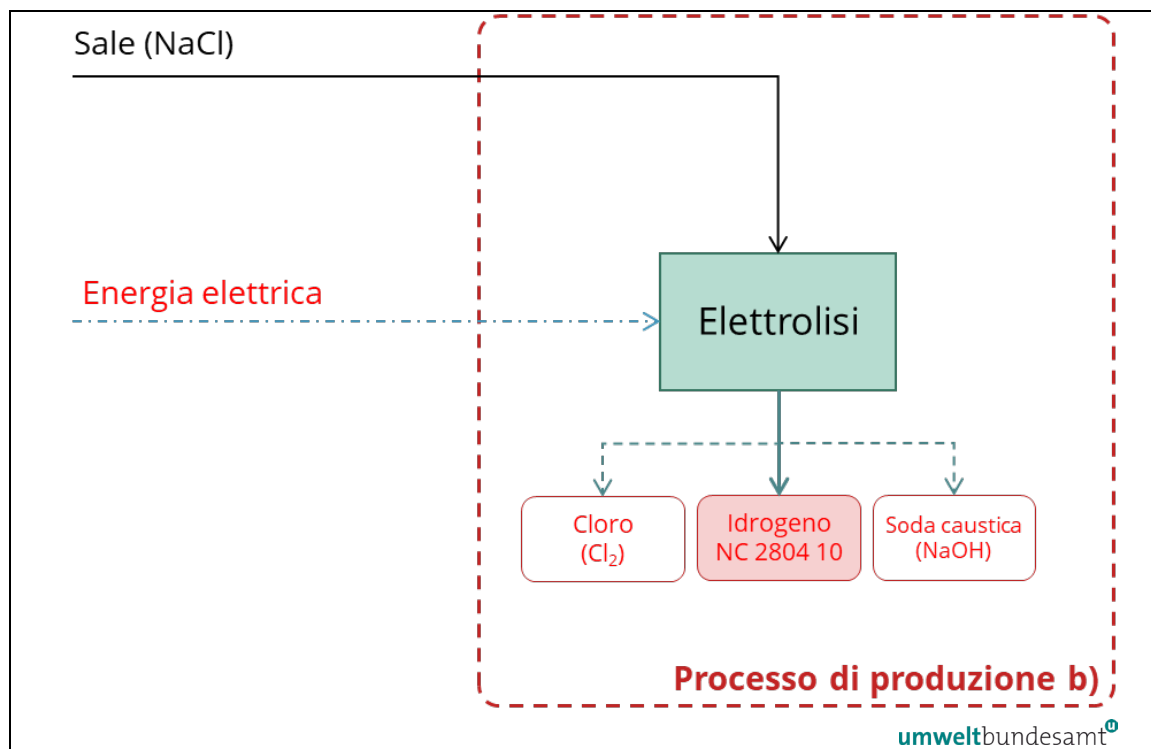 Sale (NaCl)
Energia elettrica
Elettrolisi
Cloro
(Cl₂)
Idrogeno
NC 2804 10
Soda caustica
(NaOH)
Processo di produzione b)
umweltbundesamt